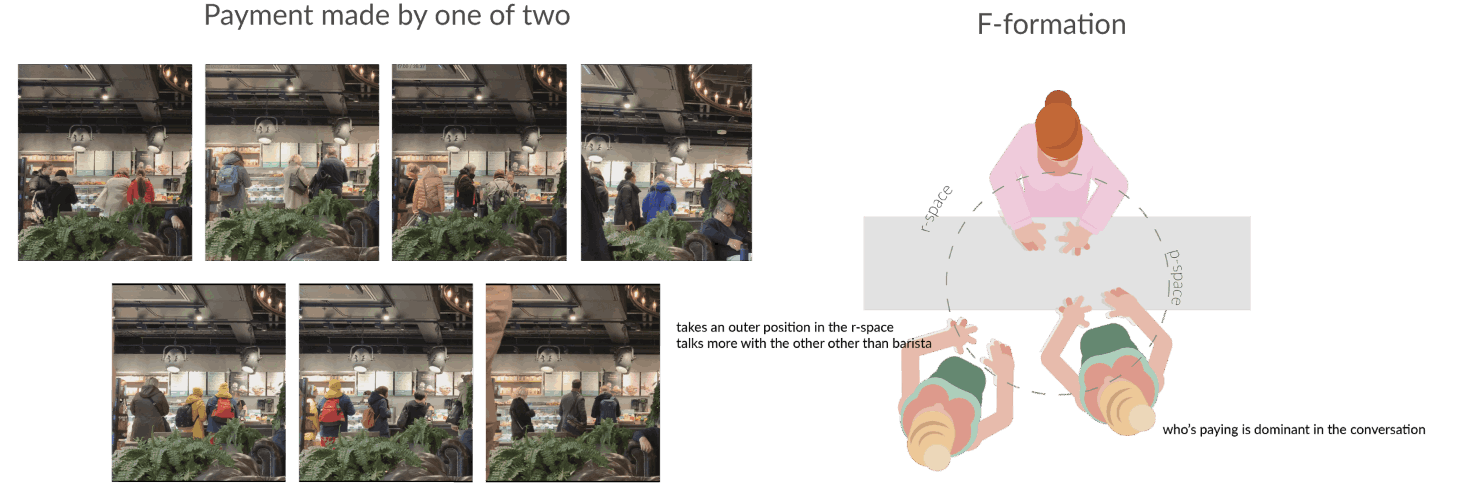 Payment made by one of two
F-formation
r-space
p-space
takes an outer position in the r-space
talks more with the other other than barista
who's paying is dominant in the conversation